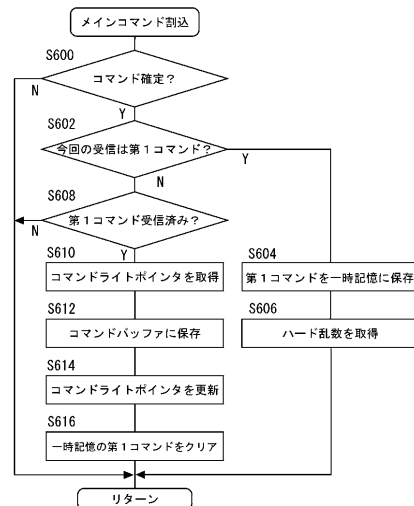 メインコマンド割込
S600
コマンド確定？
N
Y
S602
今回の受信は第１コマンド？
Y
N
S608
第１コマンド受信済み？
N
Y
S610
コマンドライトポインタを取得
S604
第１コマンドを一時記憶に保存
S612
コマンドバッファに保存
S606
ハード乱数を取得
S614
コマンドライトポインタを更新
S616
一時記憶の第１コマンドをクリア
リターン